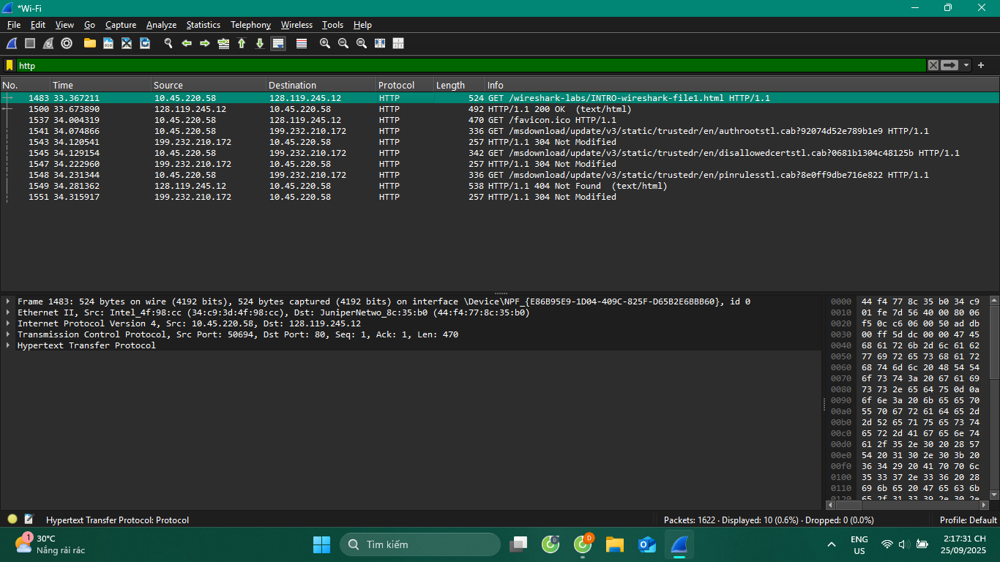 *Wi-Fi
File Edit View Go Capture Analyze Statistics Telephony Wireless Tools Help
http
No. Time Source Destination Protocol Length Info
1483 33.367211 10.45.220.58 128.119.245.12 HTTP 524 GET /wireshark-labs/INTRO-wireshark-file1.html HTTP/1.1
1500 33.673890 128.119.245.12 10.45.220.58 HTTP 492 HTTP/1.1 200 OK (text/html)
1537 34.004319 10.45.220.58 128.119.245.12 HTTP 470 GET /favicon.ico HTTP/1.1
1541 34.074866 10.45.220.58 199.232.210.172 HTTP 336 GET /msdownload/update/v3/static/trustedr/en/authrootstl.cab?92074d52e789b1e9 HTTP/1.1
1543 34.120541 199.232.210.172 10.45.220.58 HTTP 257 HTTP/1.1 304 Not Modified
1545 34.129154 10.45.220.58 199.232.210.172 HTTP 342 GET /msdownload/update/v3/static/trustedr/en/disallowedcertstl.cab?0681b1304c48125b HTTP/1.1
1547 34.222960 199.232.210.172 10.45.220.58 HTTP 257 HTTP/1.1 304 Not Modified
1548 34.231344 10.45.220.58 199.232.210.172 HTTP 336 GET /msdownload/update/v3/static/trustedr/en/pinrulesstl.cab?8e0ff9dbe716e822 HTTP/1.1
1549 34.281362 128.119.245.12 10.45.220.58 HTTP 538 HTTP/1.1 404 Not Found (text/html)
1551 34.315917 199.232.210.172 10.45.220.58 HTTP 257 HTTP/1.1 304 Not Modified
Frame 1483: 524 bytes on wire (4192 bits), 524 bytes captured (4192 bits) on interface \Device\NPF_{E86B95E9-1D04-409C-825F-D65B2E6BBB60}, id 0
Ethernet II, Src: Intel_4f:98:cc (34:c9:3d:4f:98:cc), Dst: JuniperNetwo_8c:35:b0 (44:f4:77:8c:35:b0)
Internet Protocol Version 4, Src: 10.45.220.58, Dst: 128.119.245.12
Transmission Control Protocol, Src Port: 50694, Dst Port: 80, Seq: 1, Ack: 1, Len: 470
Hypertext Transfer Protocol
0000 44 f4 77 8c 35 b0 34 c9
0010 01 fe 7d 56 40 00 80 06
0020 f5 0c c6 06 00 50 ad db
0030 00 ff 5d dc 00 00 47 45
0040 68 61 72 6b 2d 6c 61 62
0050 77 69 72 65 73 68 61 72
0060 68 74 6d 6c 20 48 54 54
0070 6f 73 74 3a 20 67 61 69
0080 73 73 2e 65 64 75 0d 0a
0090 6f 6e 3a 20 6b 65 65 70
00a0 55 70 67 72 61 64 65 2d
00b0 2d 52 65 71 75 65 73 74
00c0 65 72 2d 41 67 65 6e 74
00d0 61 2f 35 2e 30 20 28 57
00e0 54 20 31 30 2e 30 3b 20
00f0 36 34 29 20 41 70 70 6c
0100 35 33 37 2e 33 36 20 28
0110 69 6b 65 20 47 65 63 6b
0120 65 2f 31 33 39 2e 30 2e
Hypertext Transfer Protocol: Protocol
Packets: 1622 · Displayed: 10 (0.6%) · Dropped: 0 (0.0%)
Profile: Default
1
30°C
Nắng rải rác
Tìm kiếm
D
D
ENG
US
2:17:31 CH
25/09/2025